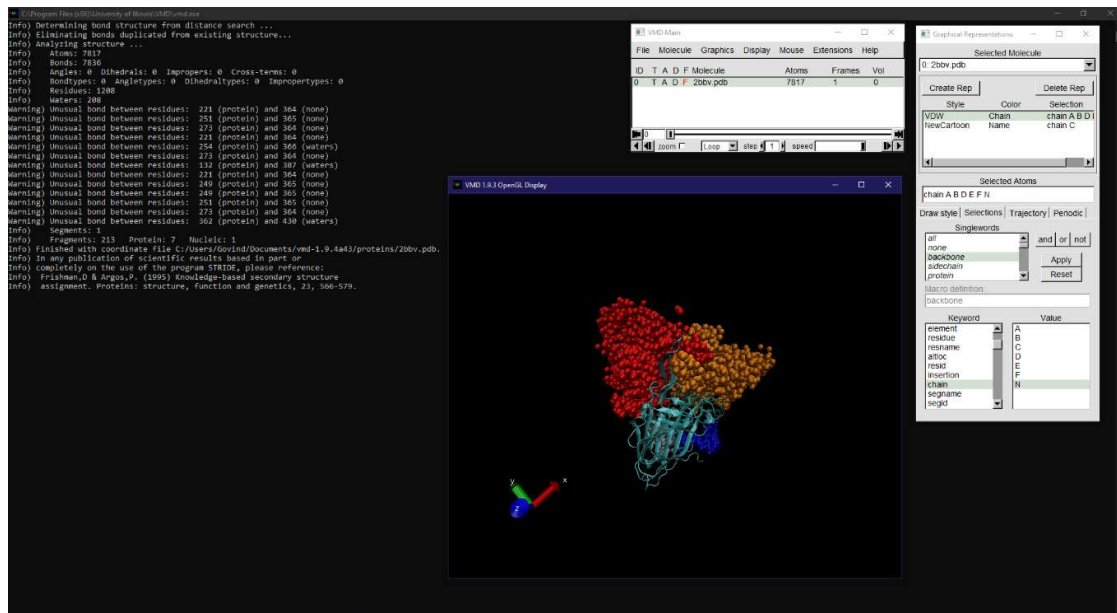 C:\Program Files (x86)\University of Illinois\VMD\vmd.exe
Info) Determining bond structure from distance search ...
Info) Eliminating bonds duplicated from existing structure...
Info) Analyzing structure ...
Info) Atoms: 7817
Info) Bonds: 7836
Info) Angles: 0 Dihedrals: 0 Impropers: 0 Cross-terms: 0
Info) Bondtypes: 0 Angletypes: 0 Dihedraltypes: 0 Impropertypes: 0
Info) Residues: 1208
Info) Waters: 208
Warning) Unusual bond between residues: 221 (protein) and 364 (none)
Warning) Unusual bond between residues: 251 (protein) and 365 (none)
Warning) Unusual bond between residues: 273 (protein) and 364 (none)
Warning) Unusual bond between residues: 221 (protein) and 364 (none)
Warning) Unusual bond between residues: 254 (protein) and 366 (waters)
Warning) Unusual bond between residues: 273 (protein) and 364 (none)
Warning) Unusual bond between residues: 132 (protein) and 387 (waters)
Warning) Unusual bond between residues: 221 (protein) and 364 (none)
Warning) Unusual bond between residues: 249 (protein) and 365 (none)
Warning) Unusual bond between residues: 249 (protein) and 365 (none)
Warning) Unusual bond between residues: 251 (protein) and 365 (none)
Warning) Unusual bond between residues: 273 (protein) and 364 (none)
Warning) Unusual bond between residues: 362 (protein) and 430 (waters)
Info) Segments: 1
Info) Fragments: 213 Protein: 7 Nucleic: 1
Info) Finished with coordinate file C:/Users/Govind/Documents/vmd-1.9.4a43/proteins/2bbv.pdb.
Info) In any publication of scientific results based in part or
Info) completely on the use of the program STRIDE, please reference:
Info) Frishman,D & Argos,P. (1995) Knowledge-based secondary structure
Info) assignment. Proteins: structure, function and genetics, 23, 566-579.
VMD Main
File Molecule Graphics Display Mouse Extensions Help
ID T A D F Molecule Atoms Frames Vol
0 T A D F 2bbv.pdb 7817 1 0
0
zoom Loop step 1 speed
VMD 1.9.3 OpenGL Display
y x
z
Graphical Representations
Selected Molecule
0: 2bbv.pdb
Create Rep Delete Rep
Style Color Selection
VDW Chain chain A B D
NewCartoon Name chain C
Selected Atoms
chain A B D E F N
Draw style Selections Trajectory Periodic
Singlewords
all
none
backbone
sidechain
protein
and or not
Apply
Reset
Macro definition:
backbone
Keyword Value
element A
residue B
resname C
altloc D
resid E
insertion F
chain N
segname
segid